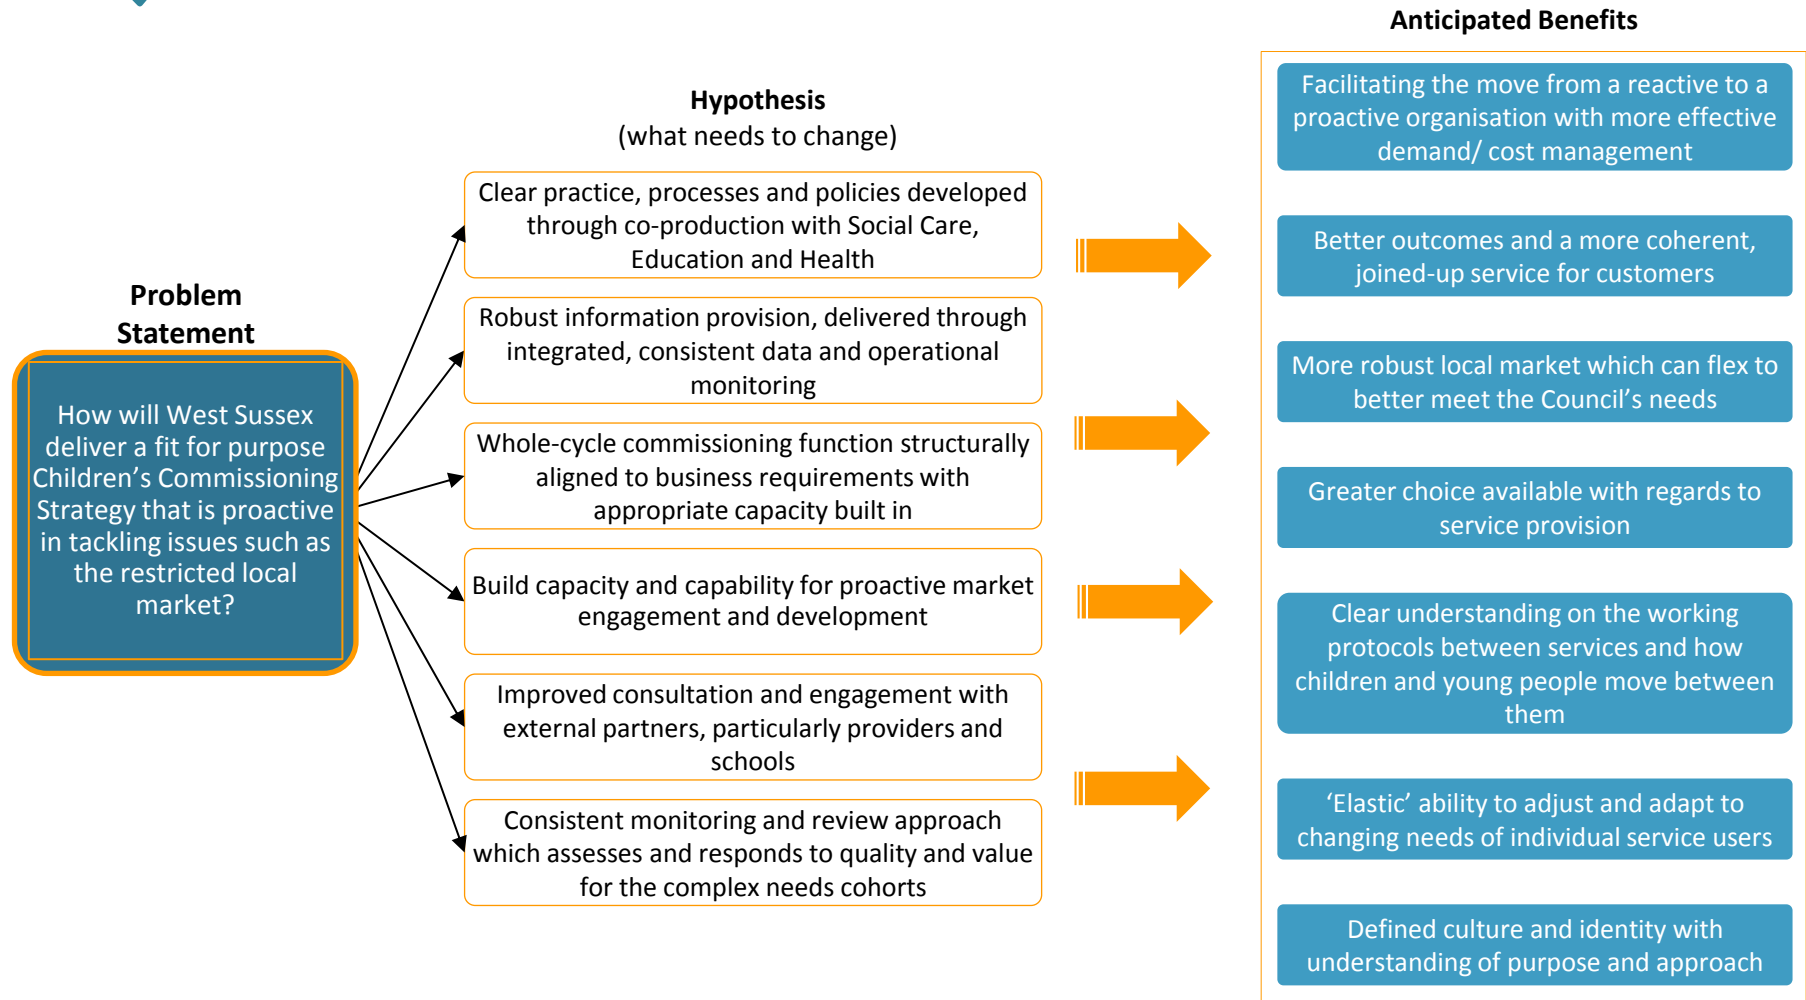 Problem
Statement
How will West Sussex
deliver a fit for purpose
Children's Commissioning
Strategy that is proactive
in tackling issues such as
the restricted local
market?
Hypothesis
(what needs to change)
Clear practice, processes and policies developed
through co-production with Social Care,
Education and Health
Robust information provision, delivered through
integrated, consistent data and operational
monitoring
Whole-cycle commissioning function structurally
aligned to business requirements with
appropriate capacity built in
Build capacity and capability for proactive market
engagement and development
Improved consultation and engagement with
external partners, particularly providers and
schools
Consistent monitoring and review approach
which assesses and responds to quality and value
for the complex needs cohorts
Anticipated Benefits
Facilitating the move from a reactive to a
proactive organisation with more effective
demand/ cost management
Better outcomes and a more coherent,
joined-up service for customers
More robust local market which can flex to
better meet the Council's needs
Greater choice available with regards to
service provision
Clear understanding on the working
protocols between services and how
children and young people move between
them
‘Elastic’ ability to adjust and adapt to
changing needs of individual service users
Defined culture and identity with
understanding of purpose and approach